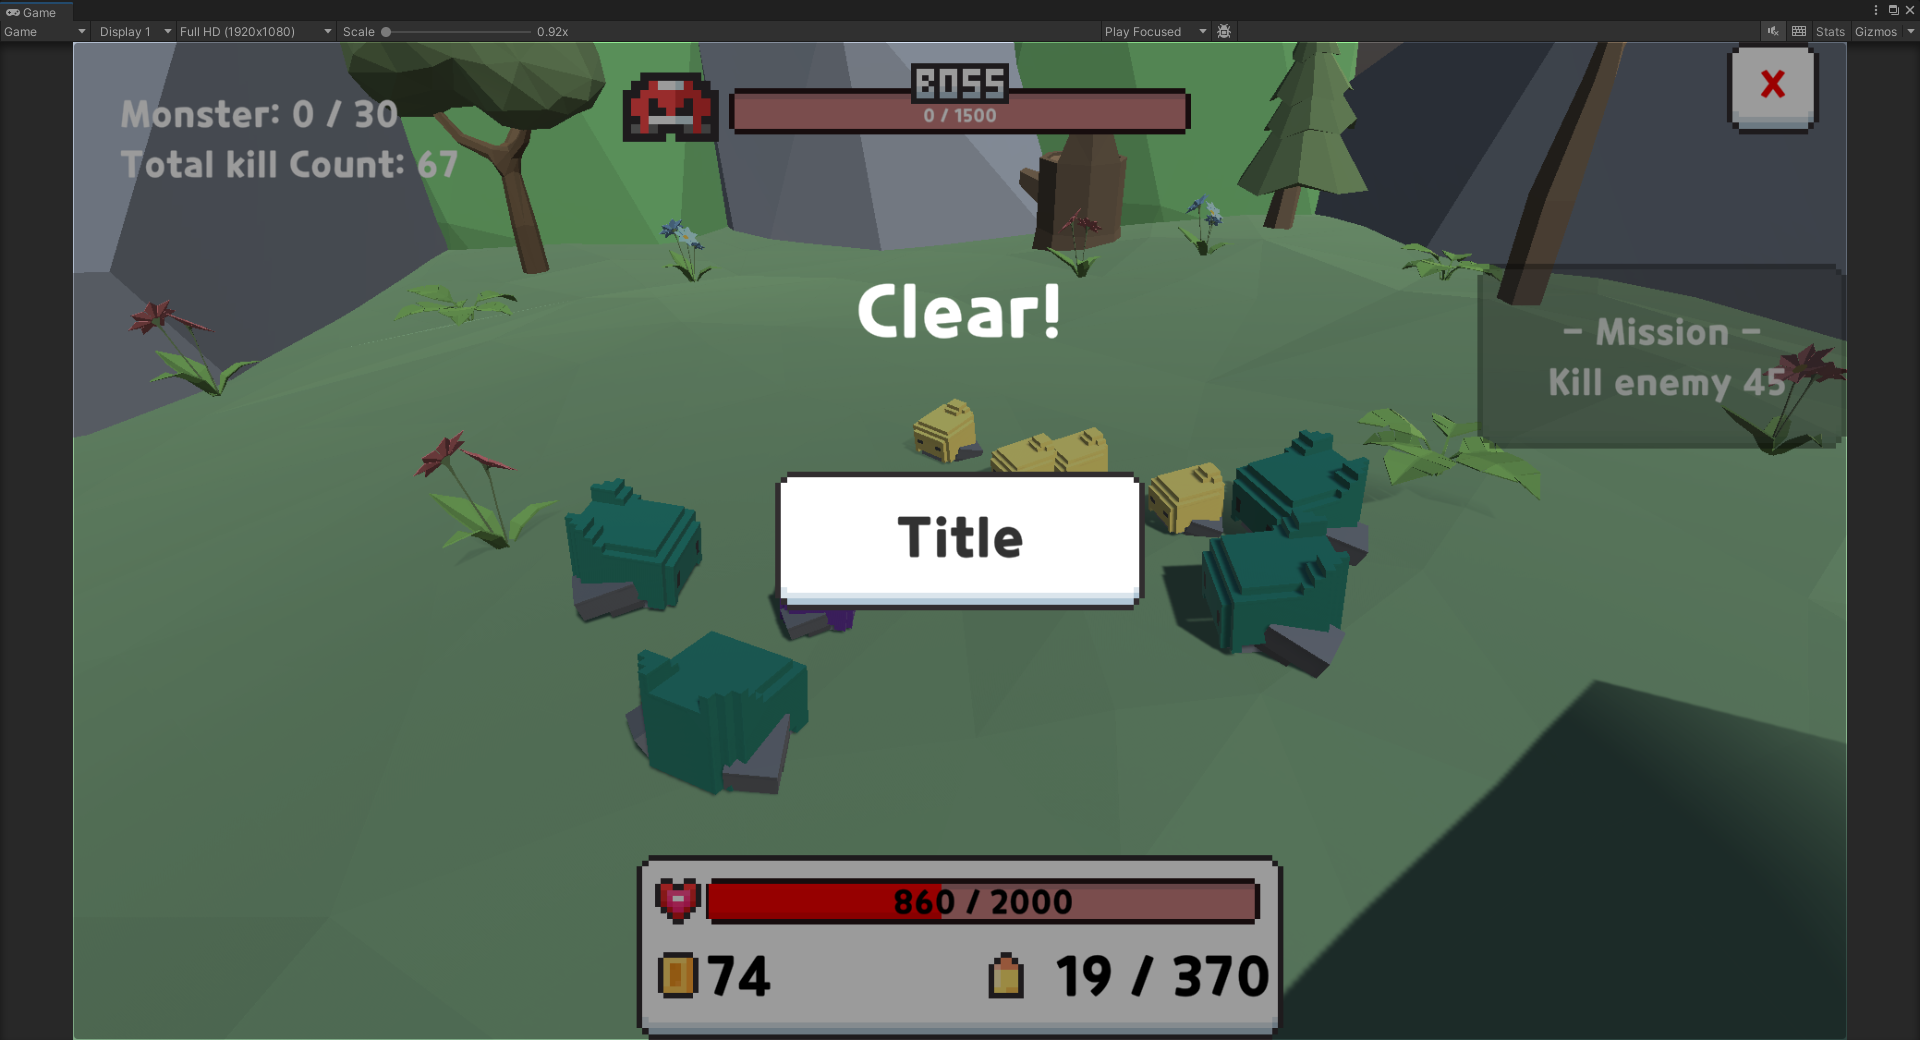 Game
Game
Display 1
Full HD (1920x1080)
Scale
0.92x
Play Focused
Stats
Gizmos
Monster: 0 / 30
Total kill Count: 67
BOSS
0 / 1500
X
Clear!
- Mission -
Kill enemy 45
Title
860 / 2000
74
19 / 370